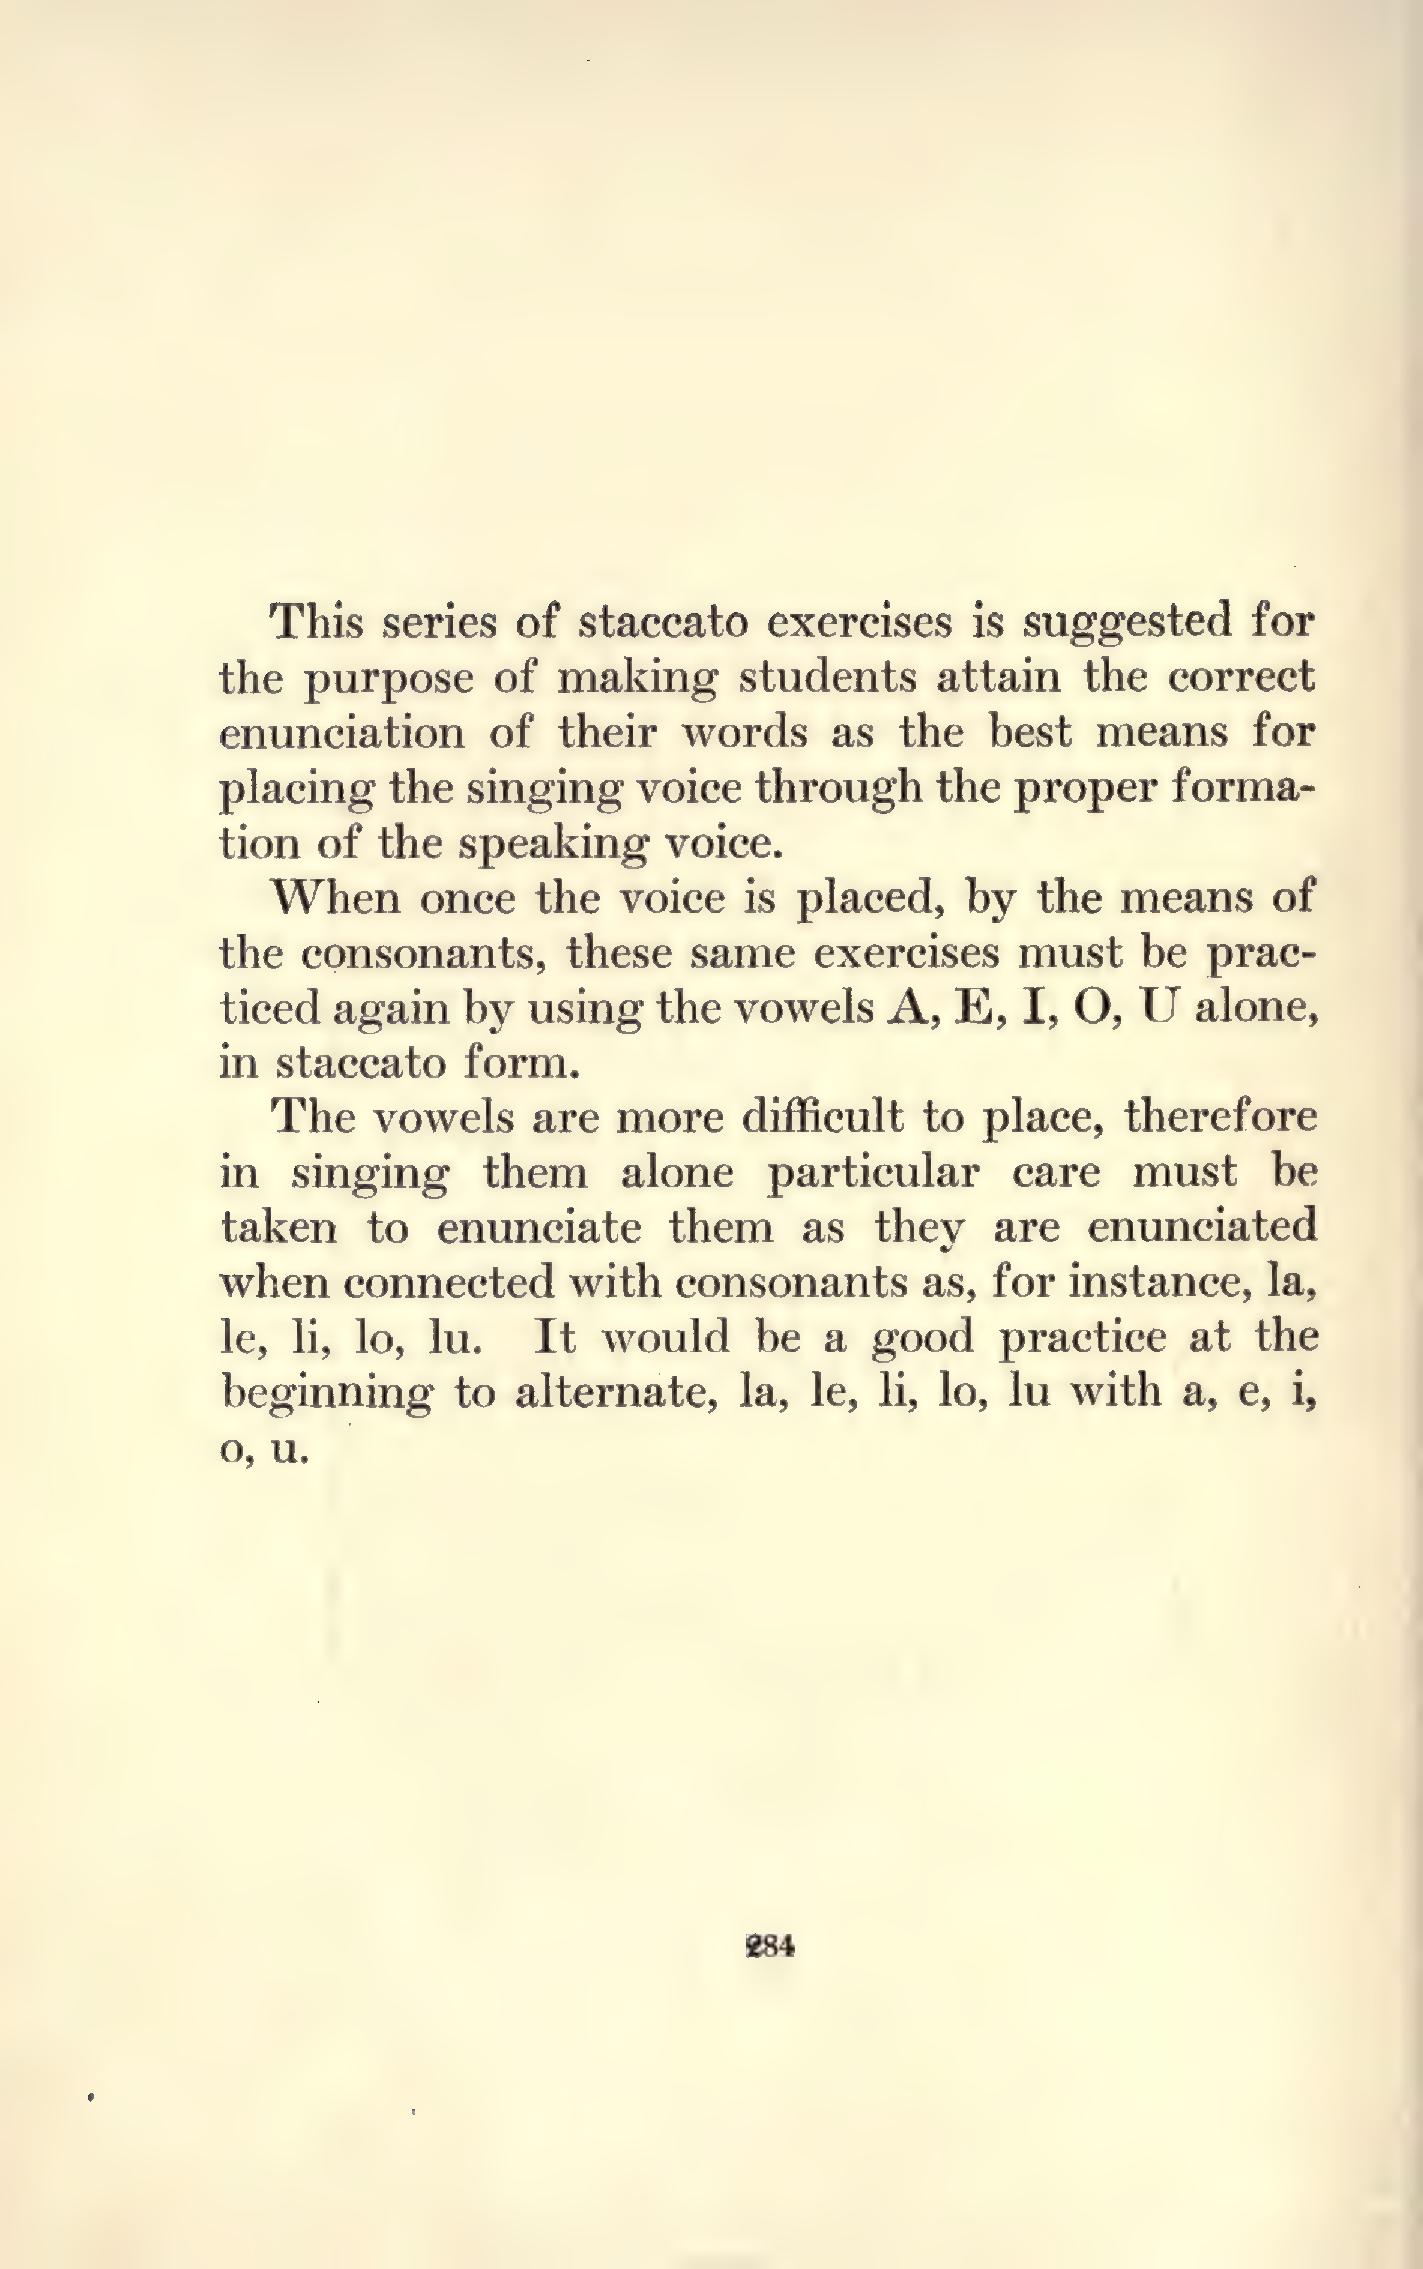 This series of staccato exercises is suggested for
the purpose of making students attain the correct
enunciation of their words as the best means for
placing the singing voice through the proper forma-
tion of the speaking voice.
When once the voice is placed, by the means of
the consonants, these same exercises must be prac-
ticed again by using the vowels A, E, I, O, U alone,
in staccato form.
The vowels are more difficult to place, therefore
in singing them alone particular care must be
taken to enunciate them as they are enunciated
when connected with consonants as, for instance, la,
le, li, lo, lu. It would be a good practice at the
beginning to alternate, la, le, li, lo, lu with a, e, i,
o, u.
284